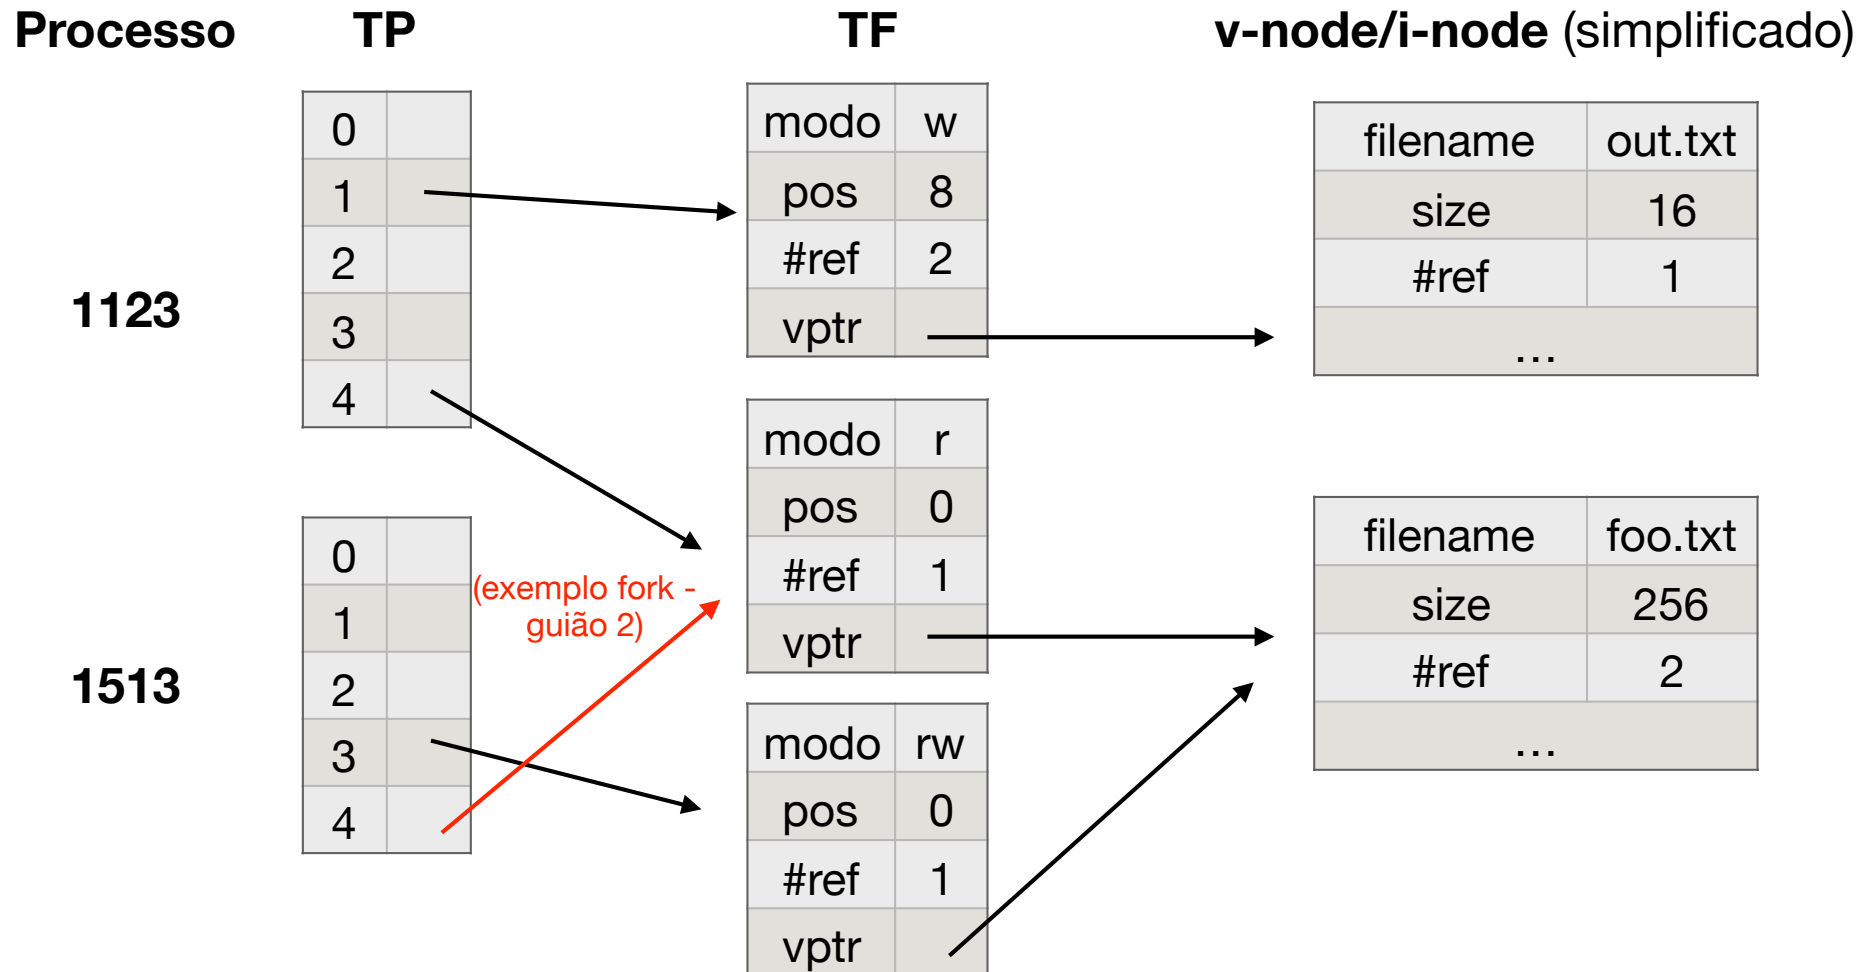 Processo TP TF v-node/i-node (simplificado)
1123
0
1
2
3
4
modo w
pos 8
#ref 2
vptr
filename out.txt
size 16
#ref 1
...
modo r
pos 0
#ref 1
vptr
filename foo.txt
size 256
#ref 2
...
1513
0
1
2
3
4
(exemplo fork -
guião 2)
modo rw
pos 0
#ref 1
vptr